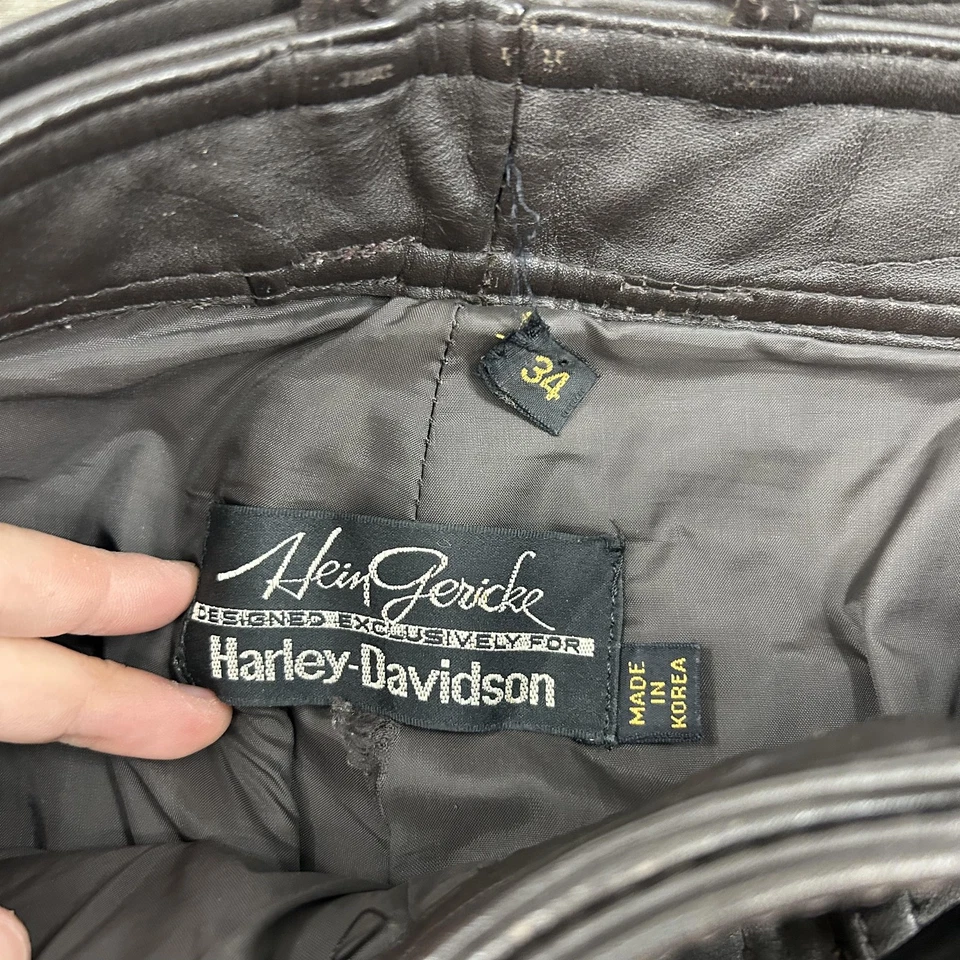 34
Hein Gericke
DESIGNED EXCLUSIVELY FOR
Harley-Davidson
MADE
IN
KOREA